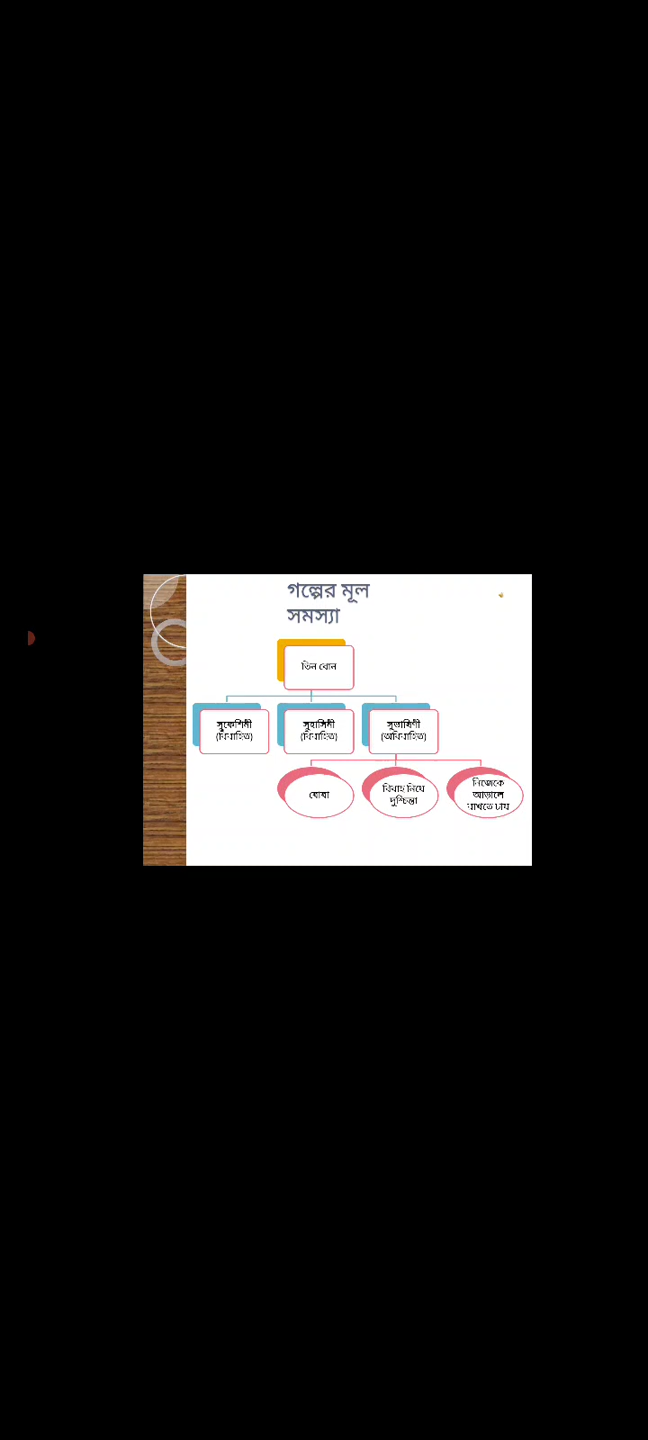 গল্পের মূল
সমস্যা
তিন বোন
সুকেশিনী
(বিবাহিত)
সুহাসিনী
(বিবাহিত)
সুভাষিণী
(অবিবাহিত)
বোবা
বিবাহ নিয়ে
দুশ্চিন্তা
নিজেকে
আড়ালে
রাখতে চায়